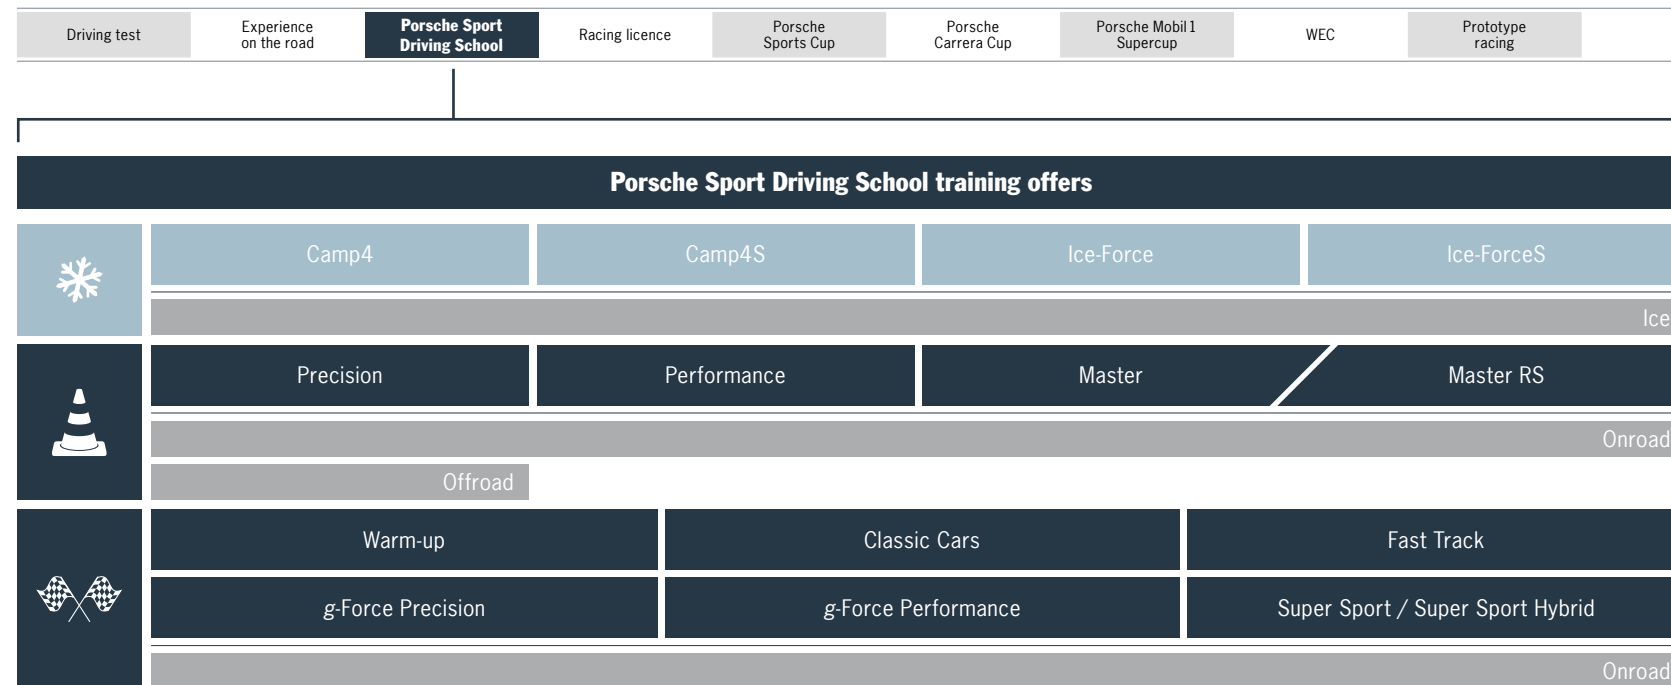 Driving test
Experience
on the road
Porsche Sport
Driving School
Racing licence
Porsche
Sports Cup
Porsche
Carrera Cup
Porsche Mobil 1
Supercup
WEC
Prototype
racing
Porsche Sport Driving School training offers
Camp4
Camp4S
Ice-Force
Ice-ForceS
Ice
Precision
Performance
Master
Master RS
Onroad
Offroad
Warm-up
Classic Cars
Fast Track
g-Force Precision
g-Force Performance
Super Sport / Super Sport Hybrid
Onroad